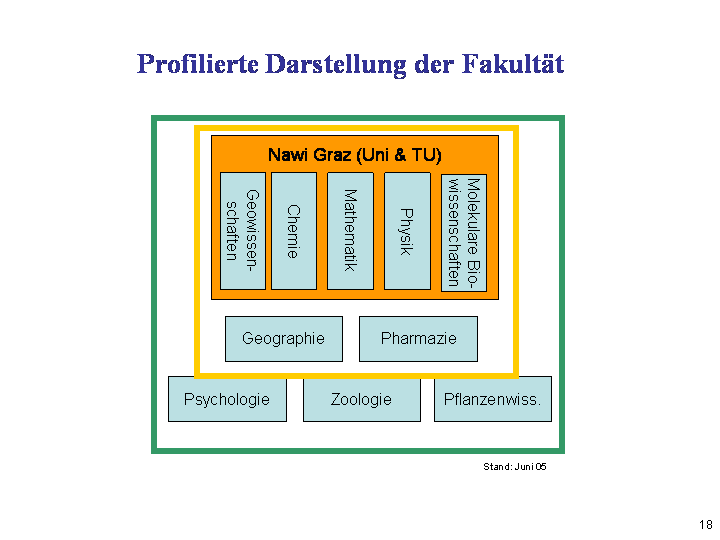 Profilierte Darstellung der Fakultät
Nawi Graz (Uni & TU)
Geowissen-
schaften
Chemie
Mathematik
Physik
Molekulare Bio-
wissenschaften
Geographie
Pharmazie
Psychologie
Zoologie
Pflanzenwiss.
Stand: Juni 05
18